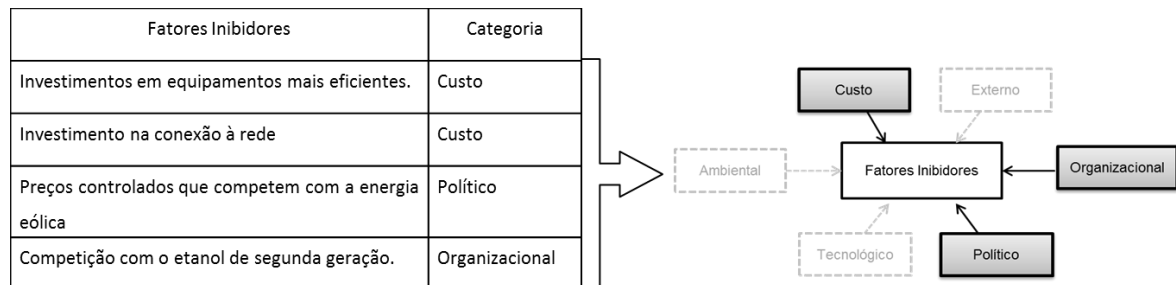 Fatores Inibidores
Categoria
Investimentos em equipamentos mais eficientes.
Custo
Investimento na conexão à rede
Custo
Preços controlados que competem com a energia
eólica
Político
Competição com o etanol de segunda geração.
Organizacional
Custo
Externo
Ambiental
Fatores Inibidores
Organizacional
Tecnológico
Político